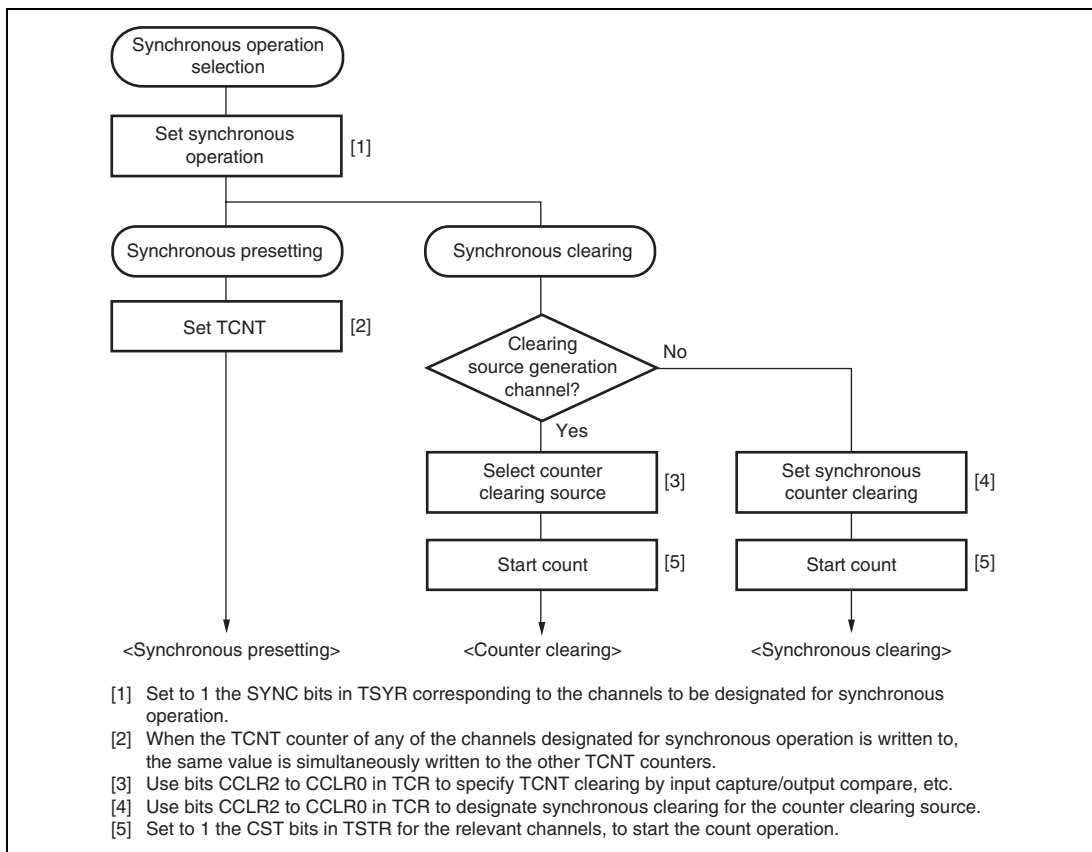 Synchronous operation
selection
Set synchronous
operation
[1]
Synchronous presetting
Synchronous clearing
Set TCNT
[2]
Clearing
source generation
channel?
No
Yes
Select counter
clearing source
[3]
Set synchronous
counter clearing
[4]
Start count
[5]
Start count
[5]
<Synchronous presetting>
<Counter clearing>
<Synchronous clearing>
[1] Set to 1 the SYNC bits in TSYR corresponding to the channels to be designated for synchronous
operation.
[2] When the TCNT counter of any of the channels designated for synchronous operation is written to,
the same value is simultaneously written to the other TCNT counters.
[3] Use bits CCLR2 to CCLR0 in TCR to specify TCNT clearing by input capture/output compare, etc.
[4] Use bits CCLR2 to CCLR0 in TCR to designate synchronous clearing for the counter clearing source.
[5] Set to 1 the CST bits in TSTR for the relevant channels, to start the count operation.